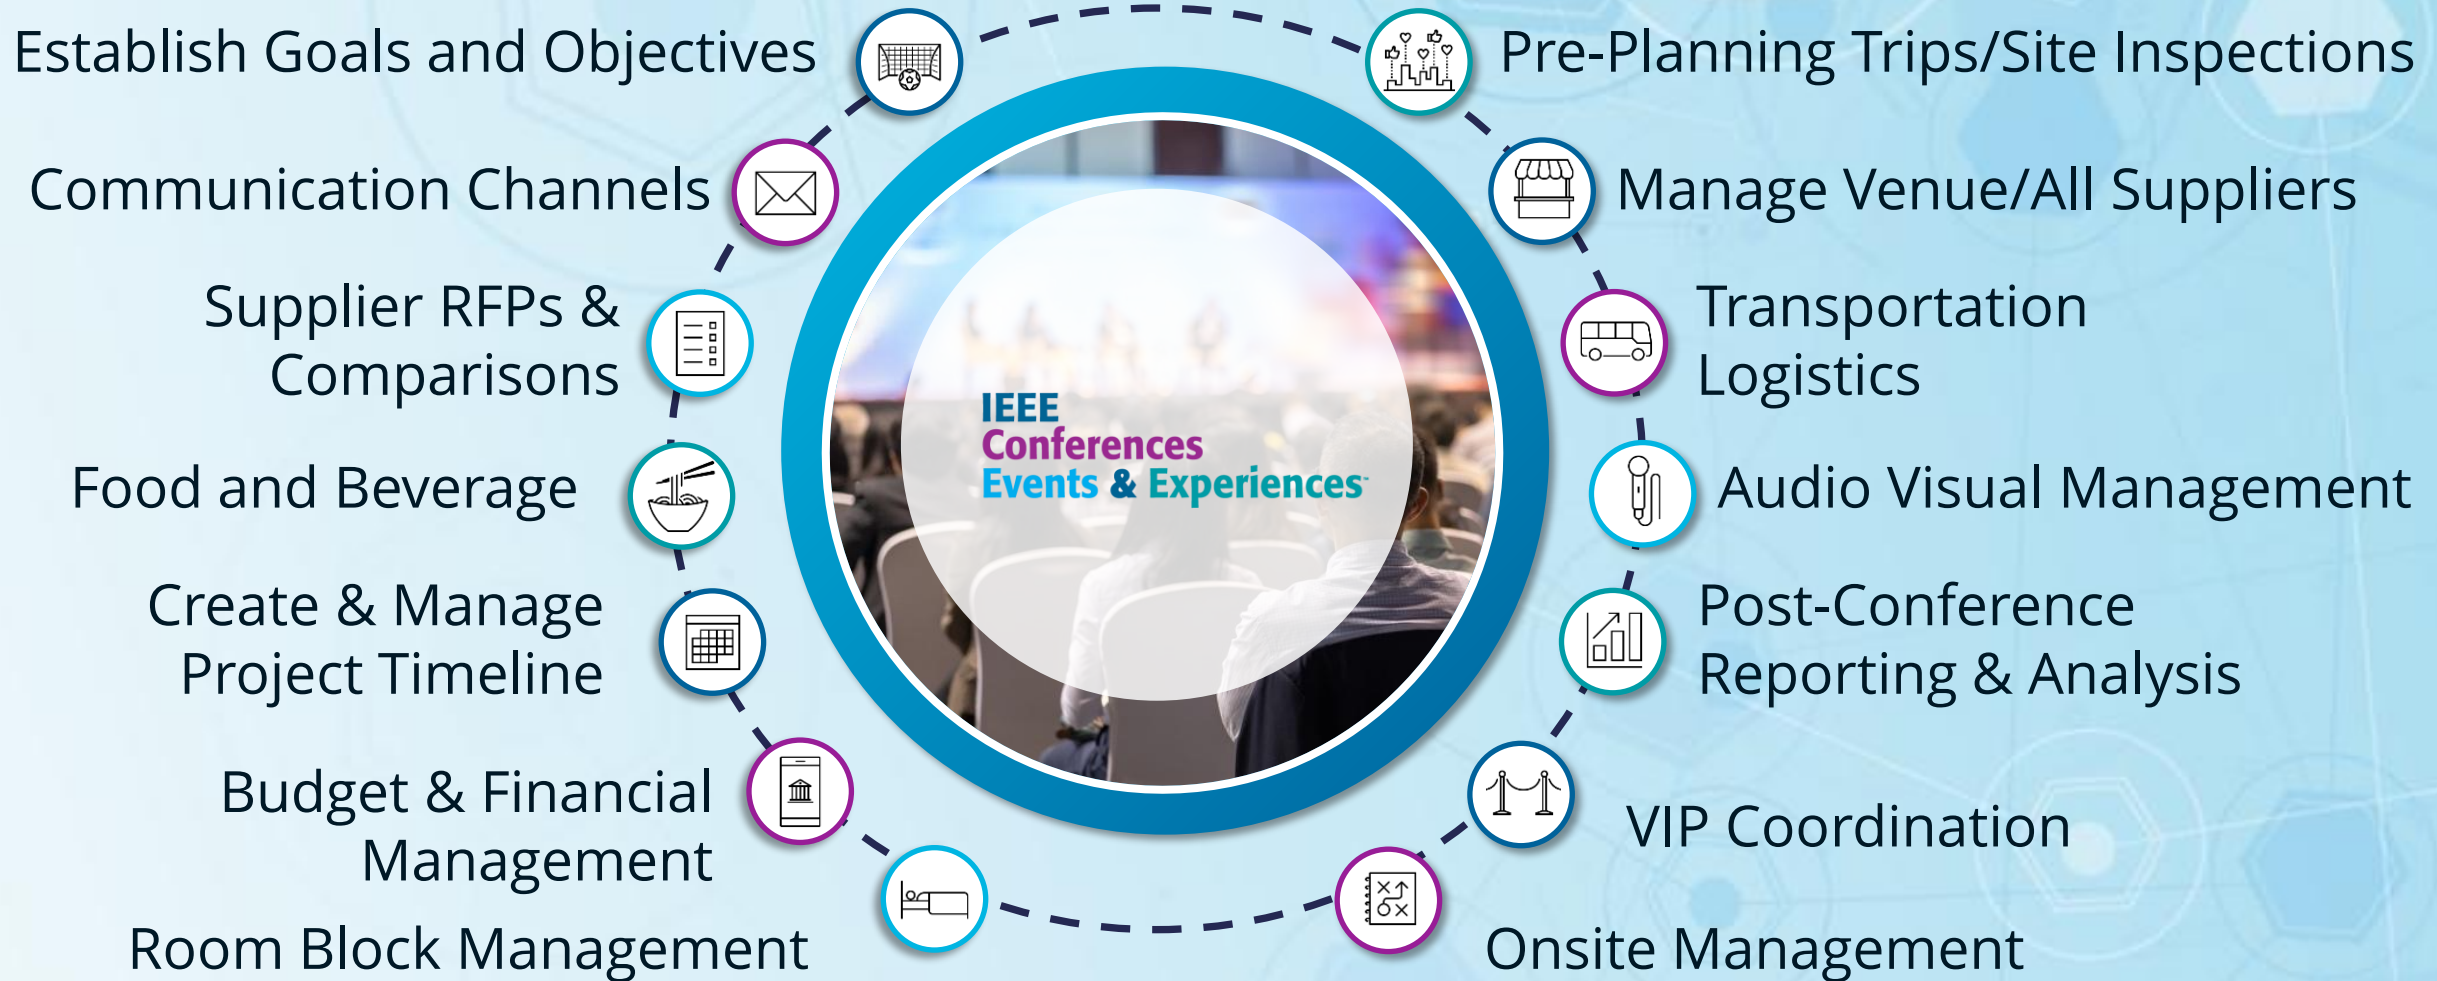 Establish Goals and Objectives
Communication Channels
Supplier RFPs &
Comparisons
Food and Beverage
Create & Manage
Project Timeline
Budget & Financial
Management
Room Block Management
IEEE
Conferences
Events & Experiences
Pre-Planning Trips/Site Inspections
Manage Venue/All Suppliers
Transportation
Logistics
Audio Visual Management
Post-Conference
Reporting & Analysis
VIP Coordination
Onsite Management